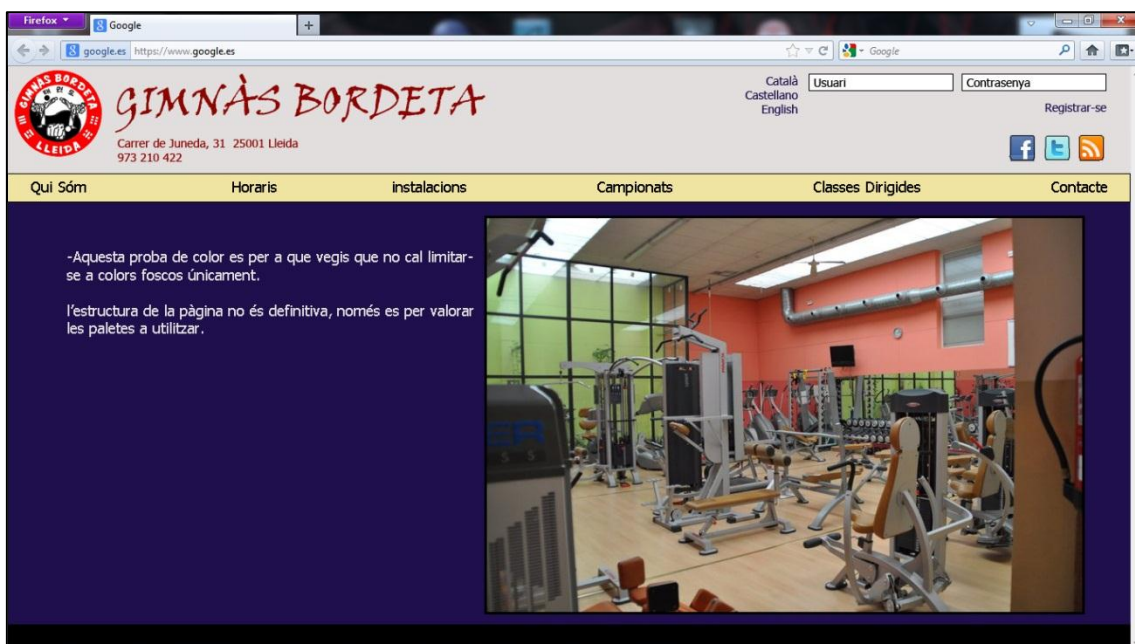 Firefox
Google
google.es https://www.google.es
Google
GIMNÀS BORDETA
LLEIDA
GIMNÀS BORDETA
Carrer de Juneda, 31 25001 Lleida
973 210 422
Català
Castellano
English
Usuari
Contrasenya
Registrar-se
Qui Sóm Horaris instalacions Campionats Classes Dirigides Contacte
-Aquesta proba de color es per a que vegis que no cal limitar-
se a colors foscos únicament.
l'estructura de la pàgina no és definitiva, només es per valorar
les paletes a utilitzar.